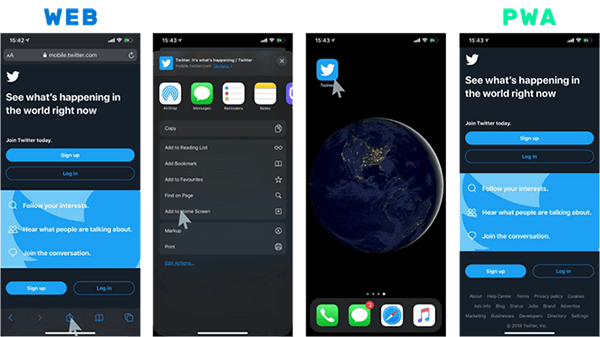 WEB
PWA
15:42
AA
mobile.twitter.com
See what's happening in
the world right now
Join Twitter today.
Sign up
Log in
Follow your interests.
Hear what people are talking about.
Join the conversation.
Sign up
Log in
15:43
Twitter. It's what's happening / Twitter
mobile.twitter.com
Options >
AirDrop
Messages
Reminders
Notes
Copy
Add to Reading List
Add Bookmark
Add to Favourites
Find on Page
Add to Home Screen
Markup
Print
Edit Actions...
15:43
Twitter
3
15:43
See what's happening in
the world right now
Join Twitter today.
Sign up
Log in
Follow your interests.
Hear what people are talking about.
Join the conversation.
Sign up
Log in
About Help Center Terms Privacy policy Cookies
Ads info Blog Status Jobs Brand Advertise
Marketing Businesses Developers Directory Settings
© 2019 Twitter, Inc.